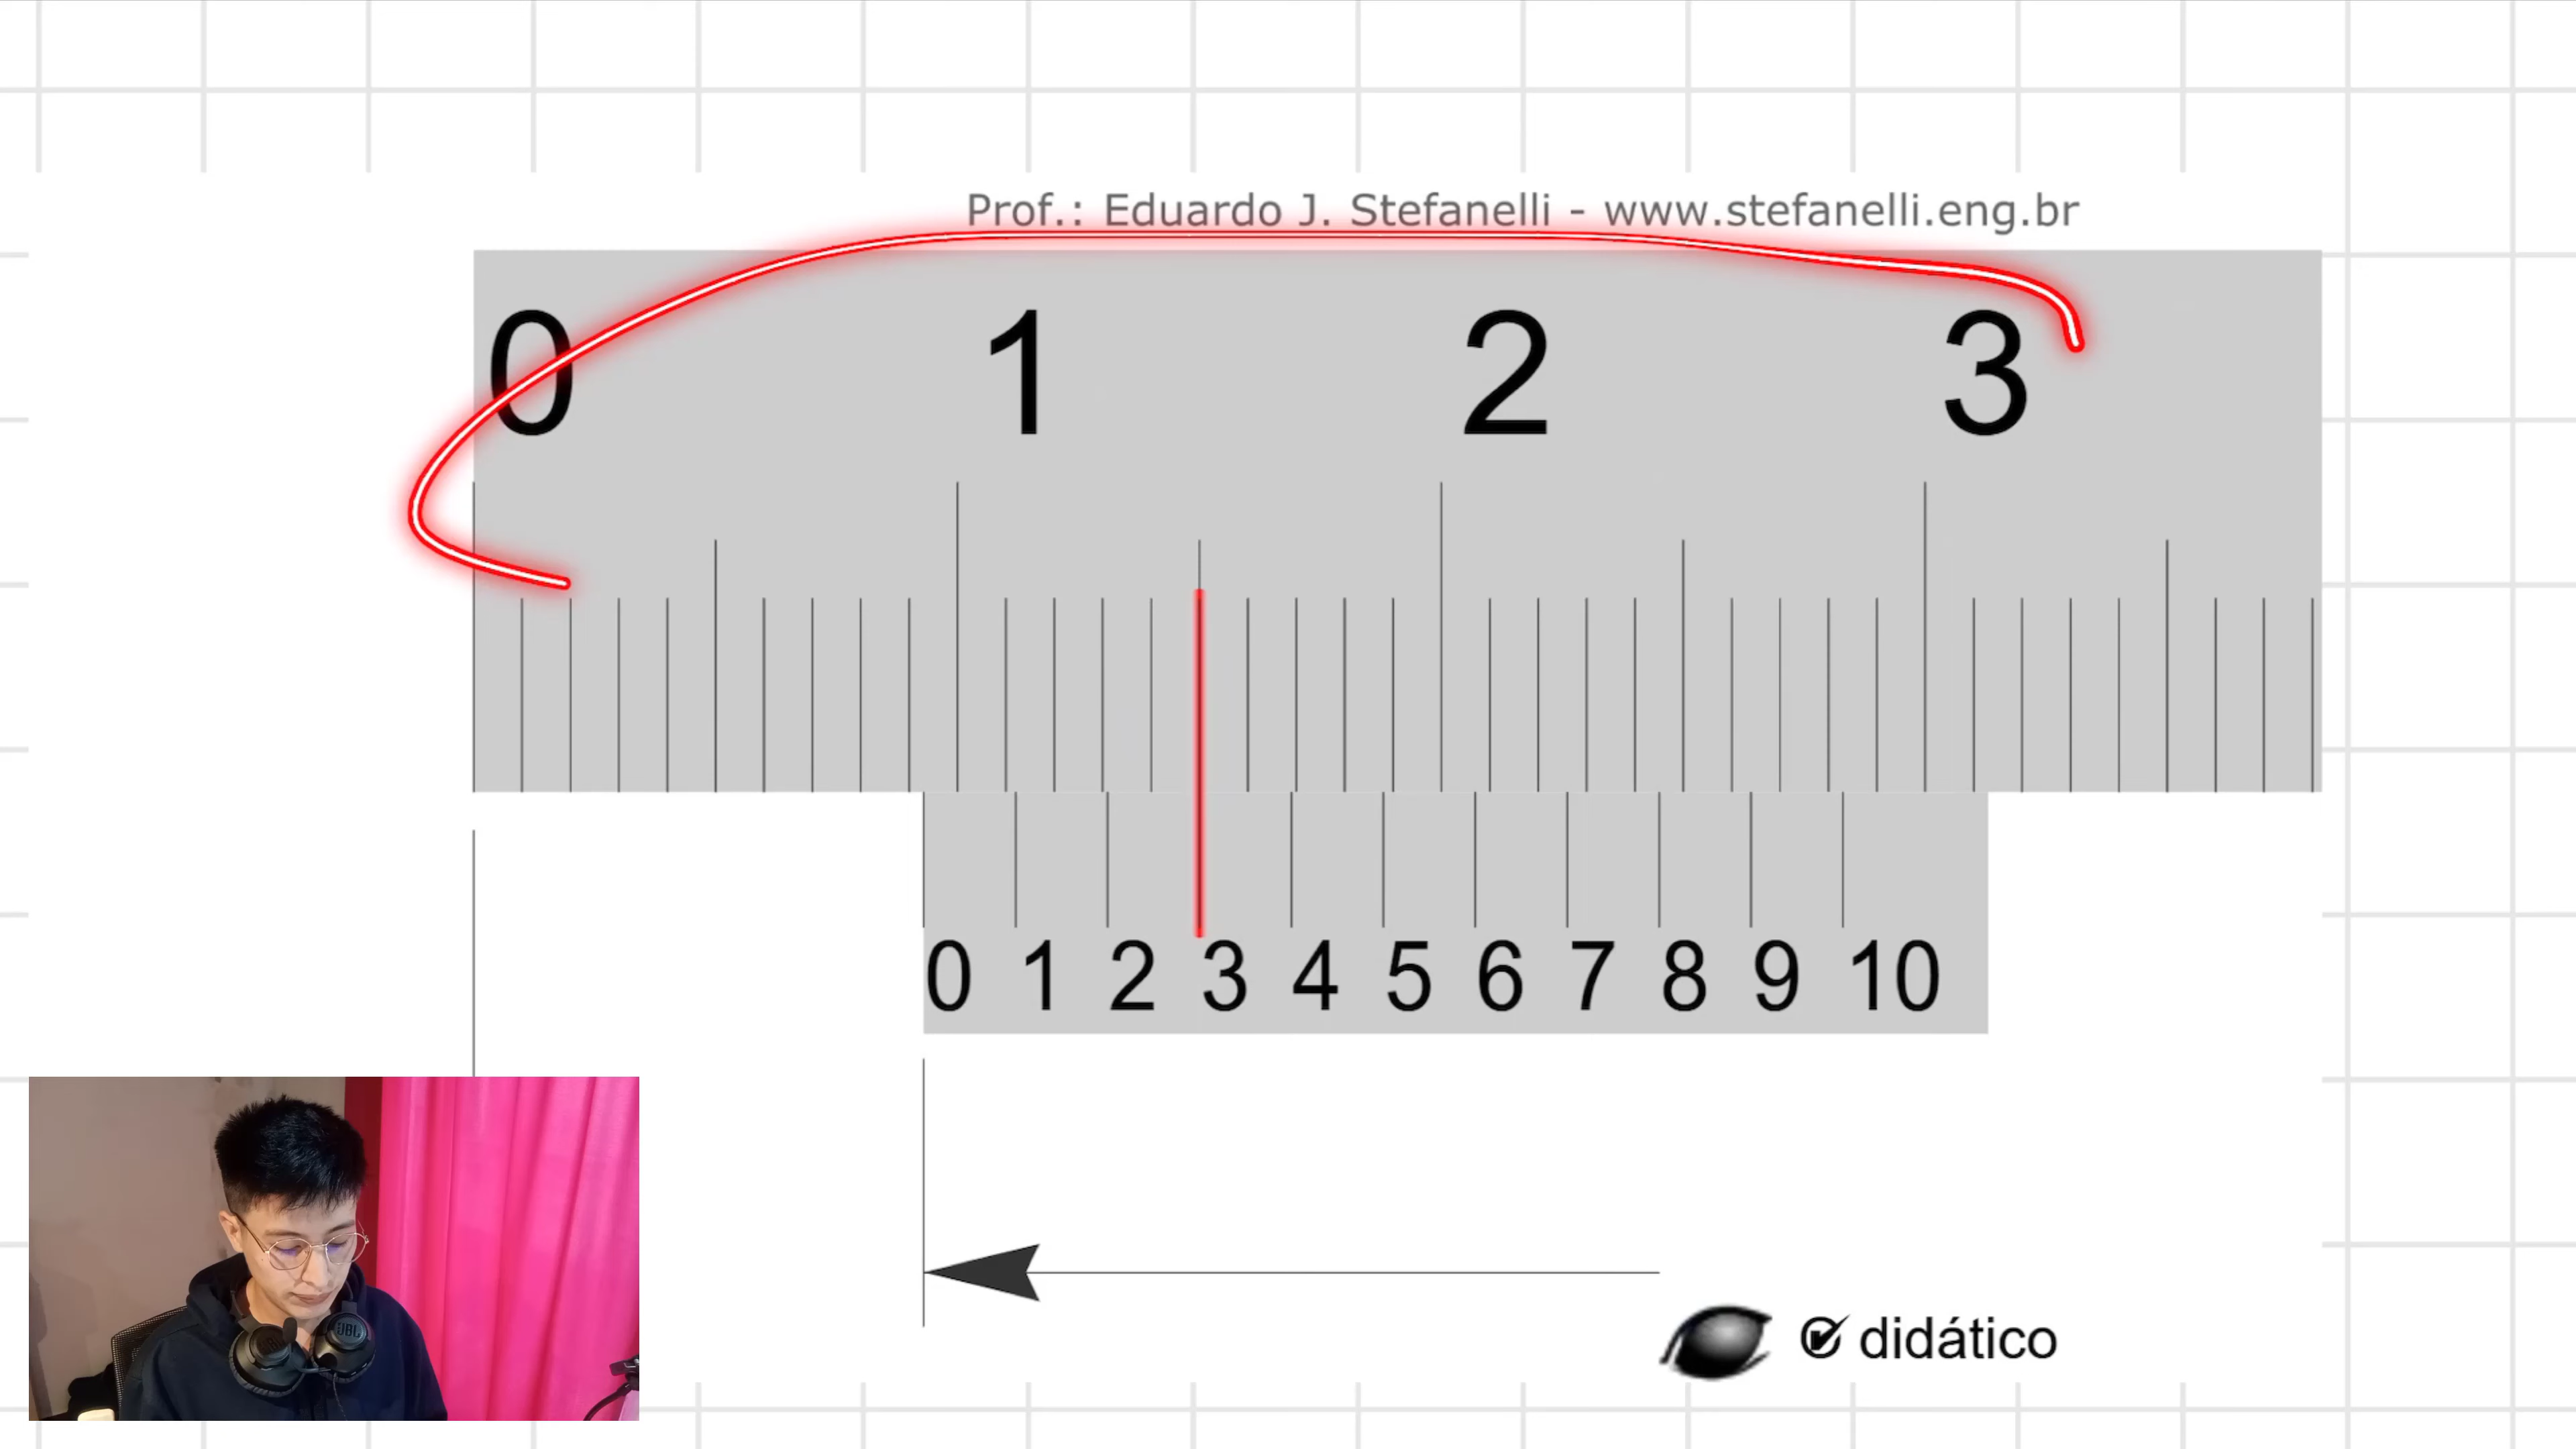 Prof.: Eduardo J. Stefanelli - www.stefanelli.eng.br
0 1 2 3
0 1 2 3 4 5 6 7 8 9 10
didático
JBL